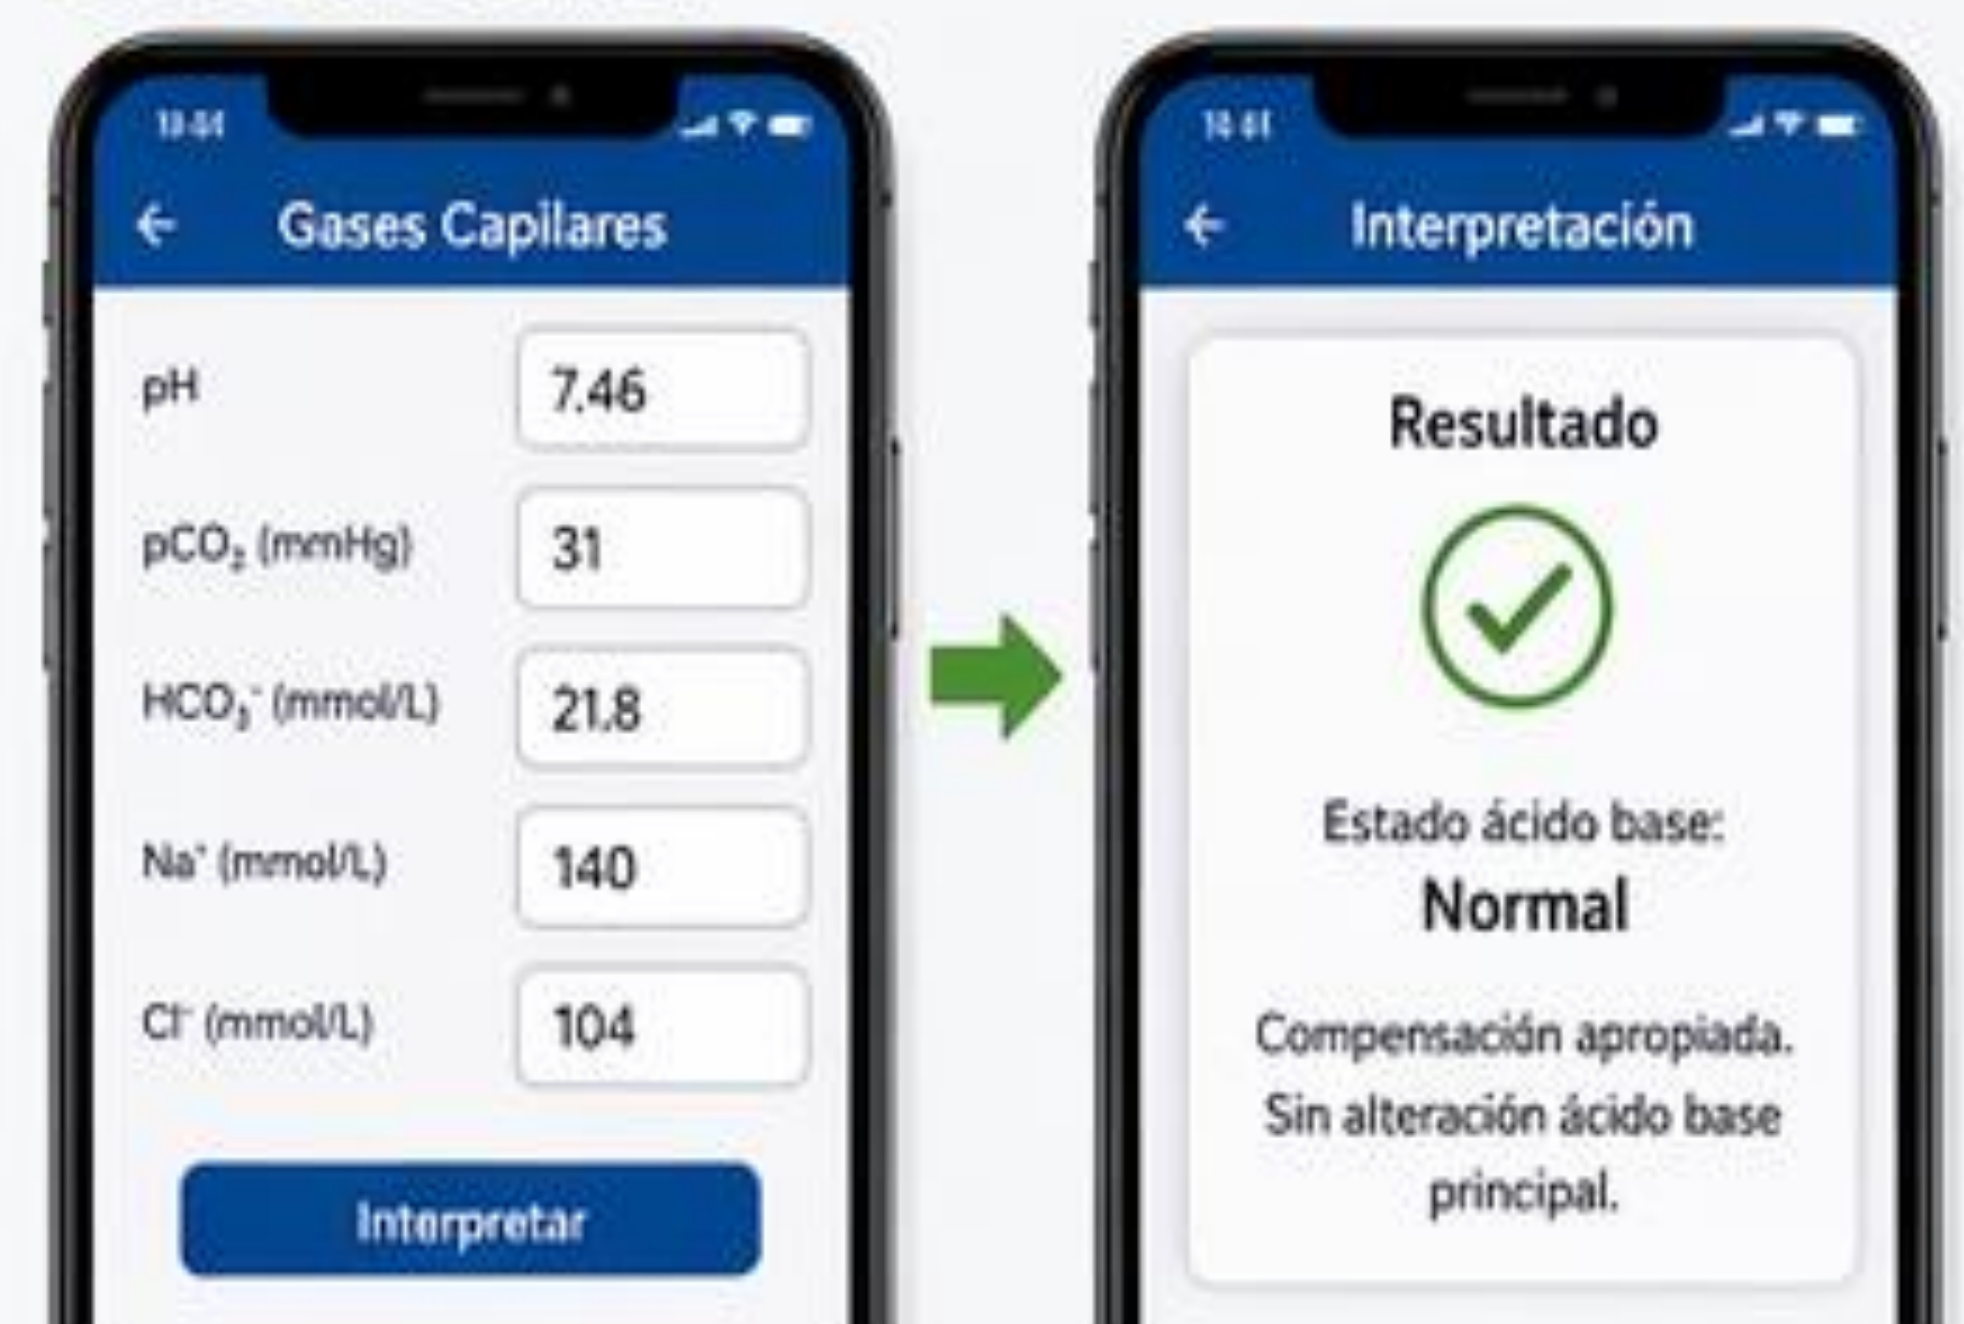 Gases Capilares
pH
7.46
pCO₂ (mmHg)
31
HCO₃⁻ (mmol/L)
21.8
Na⁺ (mmol/L)
140
Cl⁻ (mmol/L)
104
Interpretar
Interpretación
Resultado
Estado ácido base:
Normal
Compensación apropiada.
Sin alteración ácido base
principal.